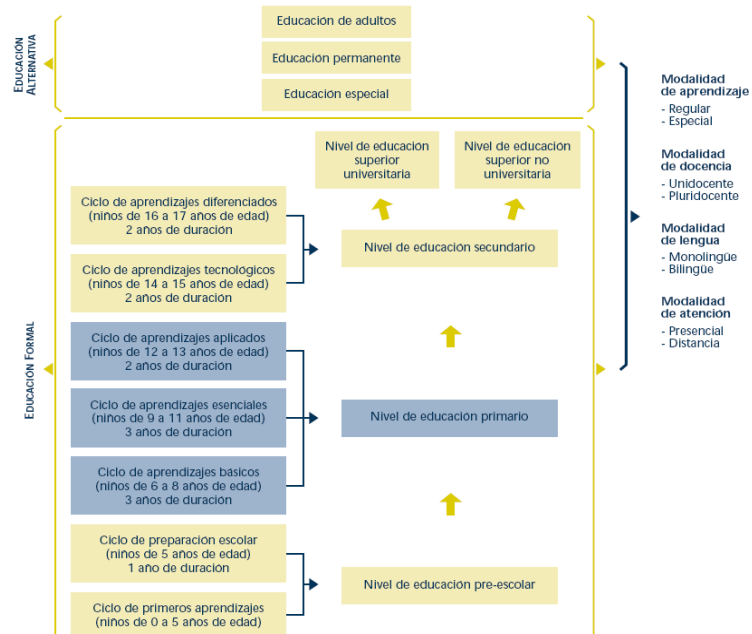 EDUCACIÓN
ALTERNATIVA
Educación de adultos
Educación permanente
Educación especial
EDUCACIÓN FORMAL
Nivel de educación
superior
universitaria
Nivel de educación
superior no
universitaria
Ciclo de aprendizajes diferenciados
(niños de 16 a 17 años de edad)
2 años de duración
Ciclo de aprendizajes tecnológicos
(niños de 14 a 15 años de edad)
2 años de duración
Nivel de educación secundario
Ciclo de aprendizajes aplicados
(niños de 12 a 13 años de edad)
2 años de duración
Ciclo de aprendizajes esenciales
(niños de 9 a 11 años de edad)
3 años de duración
Ciclo de aprendizajes básicos
(niños de 6 a 8 años de edad)
3 años de duración
Nivel de educación primario
Ciclo de preparación escolar
(niños de 5 años de edad)
1 año de duración
Ciclo de primeros aprendizajes
(niños de 0 a 5 años de edad)
Nivel de educación pre-escolar
Modalidad
de aprendizaje
- Regular
- Especial
Modalidad
de docencia
- Unidocente
- Pluridocente
Modalidad
de lengua
- Monolingüe
- Bilingüe
Modalidad
de atención
- Presencial
- Distancia